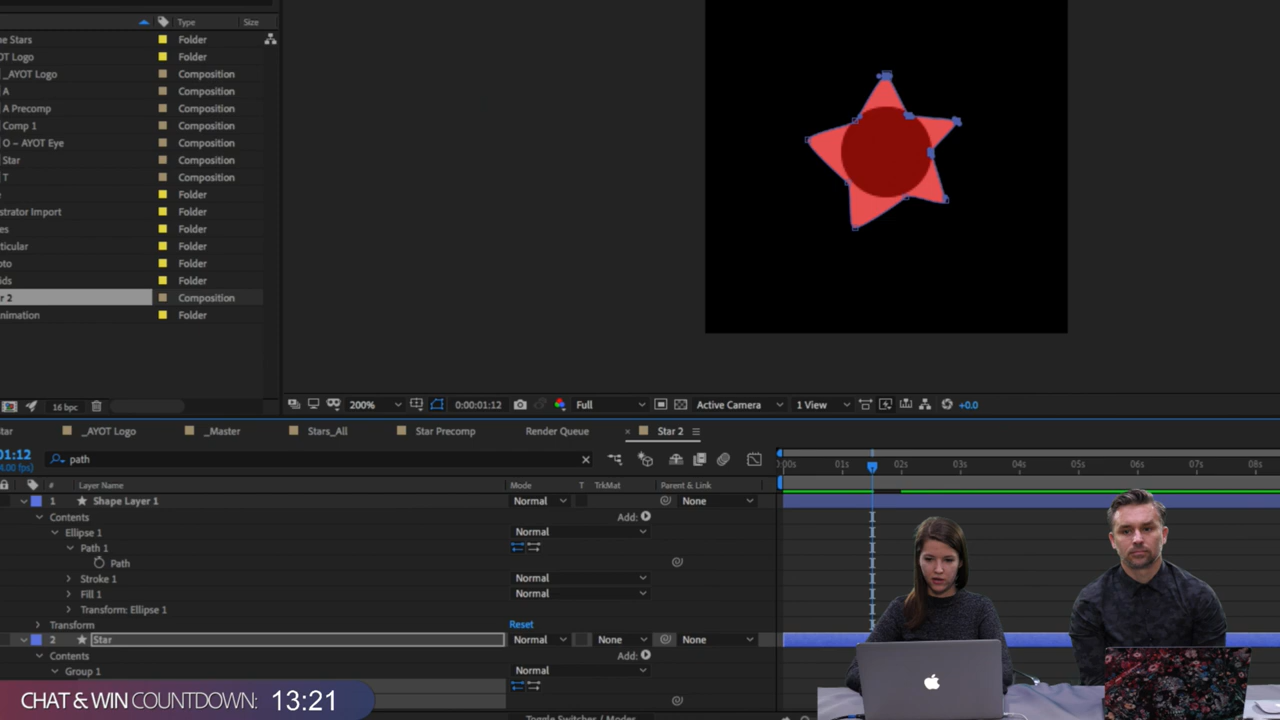 Type Size
e Stars Folder
OT Logo Folder
_AYOT Logo Composition
A Composition
A Precomp Composition
Comp 1 Composition
O – AYOT Eye Composition
Star Composition
T Composition
Folder
strator Import Folder
es Folder
ticular Folder
oto Folder
ids Folder
r 2 Composition
nimation Folder
16 bpc 200% 0:00:01:12 Full Active Camera 1 View +0.0
tar _AYOT Logo _Master Stars_All Star Precomp Render Queue × Star 2
01:12 path × :00s 01s 02s 03s 04s 05s 06s 07s 08s
# Layer Name Mode T TrkMat Parent & Link
1 Shape Layer 1 Normal None
Contents Add:
Ellipse 1 Normal
Path 1
Path
Stroke 1 Normal
Fill 1 Normal
Transform: Ellipse 1
Transform Reset
2 Star Normal None None
Contents Add:
Group 1 Normal
CHAT & WIN COUNTDOWN: 13:21
Toggle Switches / Modes